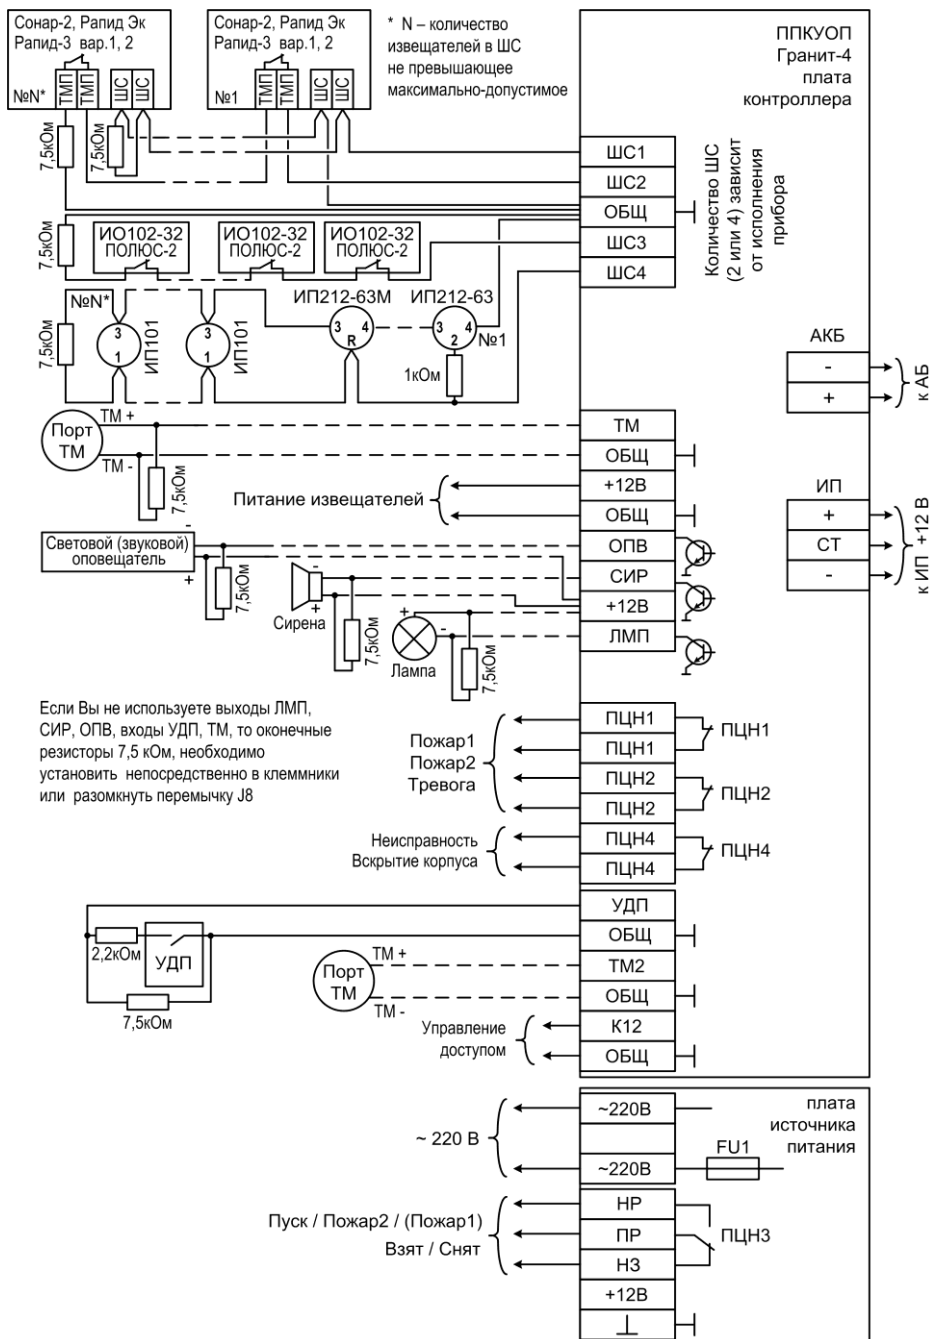 Сонар-2, Рапид Эк
Рапид-3 вар.1, 2
№N*
ТМП
ТМП
ШС
ШС
Сонар-2, Рапид Эк
Рапид-3 вар.1, 2
№1
ТМП
ТМП
ШС
ШС
* N – количество
извещателей в ШС
не превышающее
максимально-допустимое
ППКУОП
Гранит-4
плата
контроллера
7,5кОм
7,5кОм
ШС1
ШС2
ОБЩ
ШС3
ШС4
Количество ШС
(2 или 4) зависит
от исполнения
прибора
7,5кОм
ИО102-32
ПОЛЮС-2
ИО102-32
ПОЛЮС-2
ИО102-32
ПОЛЮС-2
№N*
7,5кОм
3
1
ИП101
3
1
ИП101
ИП212-63М
3 4
R
ИП212-63
3 4
2
№1
1кОм
АКБ
-
+
к АБ
Порт
ТМ
ТМ +
ТМ -
7,5кОм
ТМ
ОБЩ
+12В
ОБЩ
ОПВ
СИР
+12В
ЛМП
Питание извещателей
ИП
+
СТ
-
к ИП +12 В
Световой (звуковой)
оповещатель
-
+
7,5кОм
-
+
Сирена
7,5кОм
+
-
Лампа
7,5кОм
Если Вы не используете выходы ЛМП,
СИР, ОПВ, входы УДП, ТМ, то оконечные
резисторы 7,5 кОм, необходимо
установить непосредственно в клеммники
или разомкнуть перемычку J8
Пожар1
Пожар2
Тревога
ПЦН1
ПЦН1
ПЦН2
ПЦН2
ПЦН4
ПЦН4
ПЦН1
ПЦН2
ПЦН4
Неисправность
Вскрытие корпуса
УДП
ОБЩ
ТМ2
ОБЩ
К12
ОБЩ
2,2кОм
УДП
7,5кОм
Порт
ТМ
ТМ +
ТМ -
Управление
доступом
плата
источника
питания
~ 220 В
~220В
~220В
FU1
Пуск / Пожар2 / (Пожар1)
Взят / Снят
НР
ПР
НЗ
+12В
ПЦН3